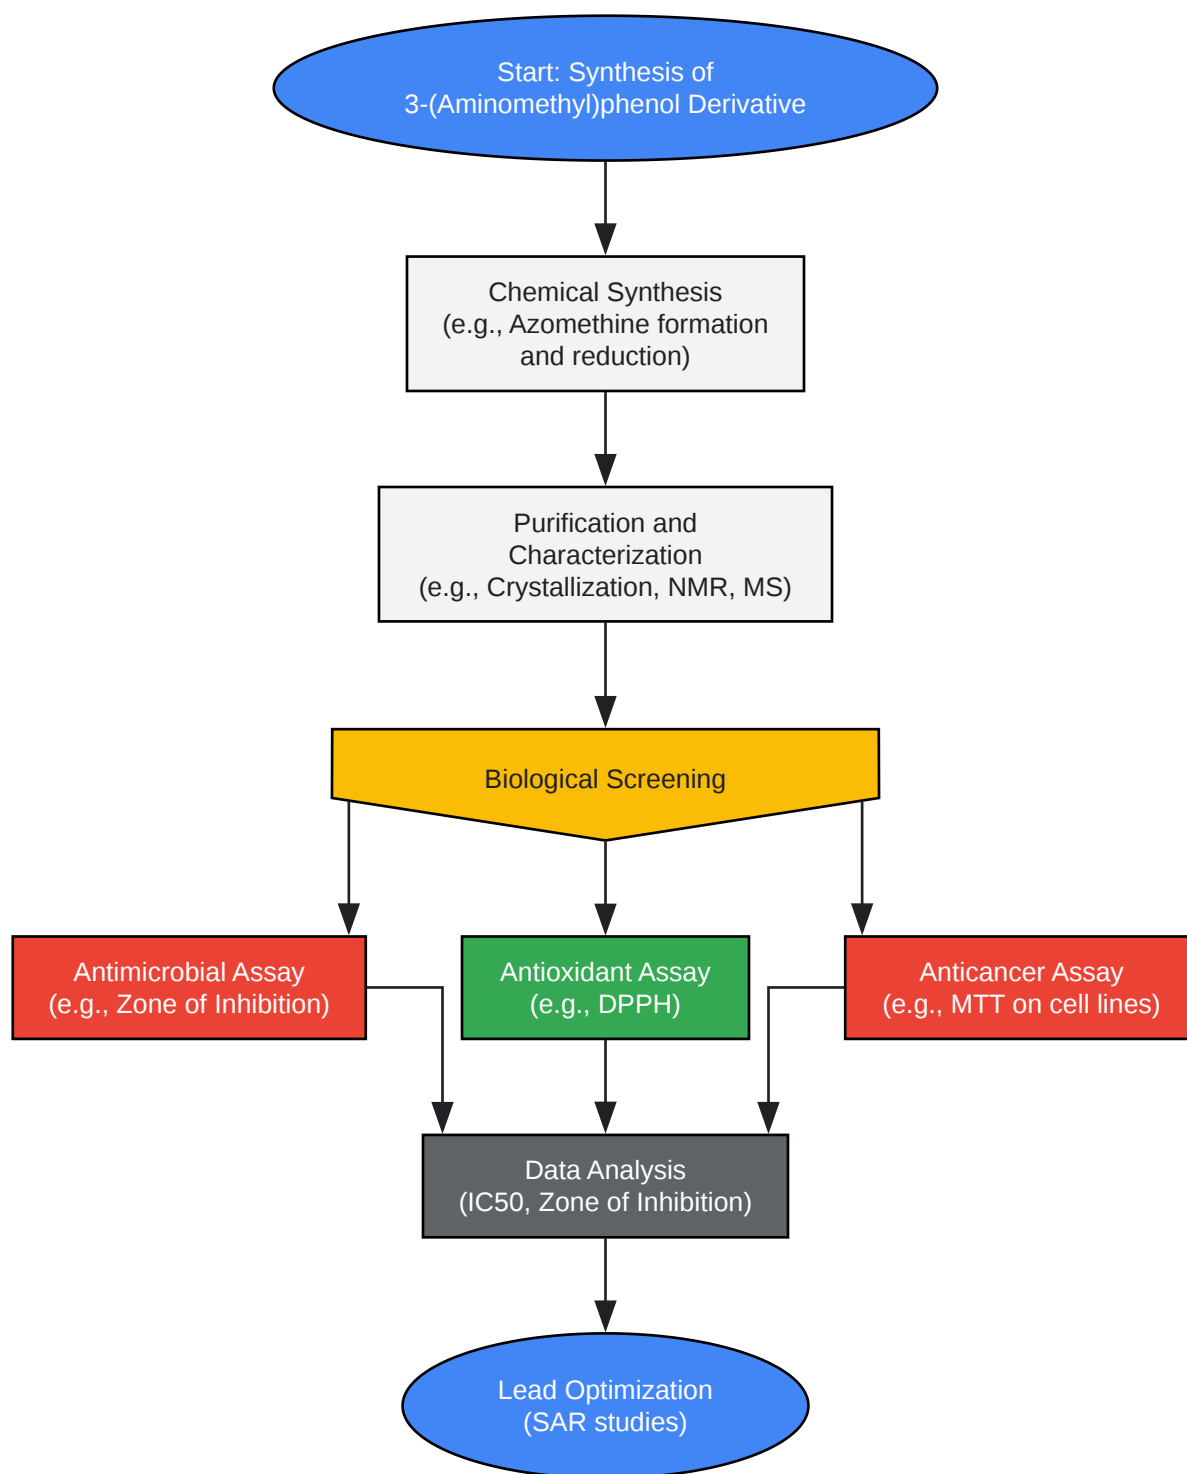 Start: Synthesis of
3-(Aminomethyl)phenol Derivative
Chemical Synthesis
(e.g., Azomethine formation
and reduction)
Purification and
Characterization
(e.g., Crystallization, NMR, MS)
Biological Screening
Antimicrobial Assay
(e.g., Zone of Inhibition)
Antioxidant Assay
(e.g., DPPH)
Anticancer Assay
(e.g., MTT on cell lines)
Data Analysis
(IC50, Zone of Inhibition)
Lead Optimization
(SAR studies)